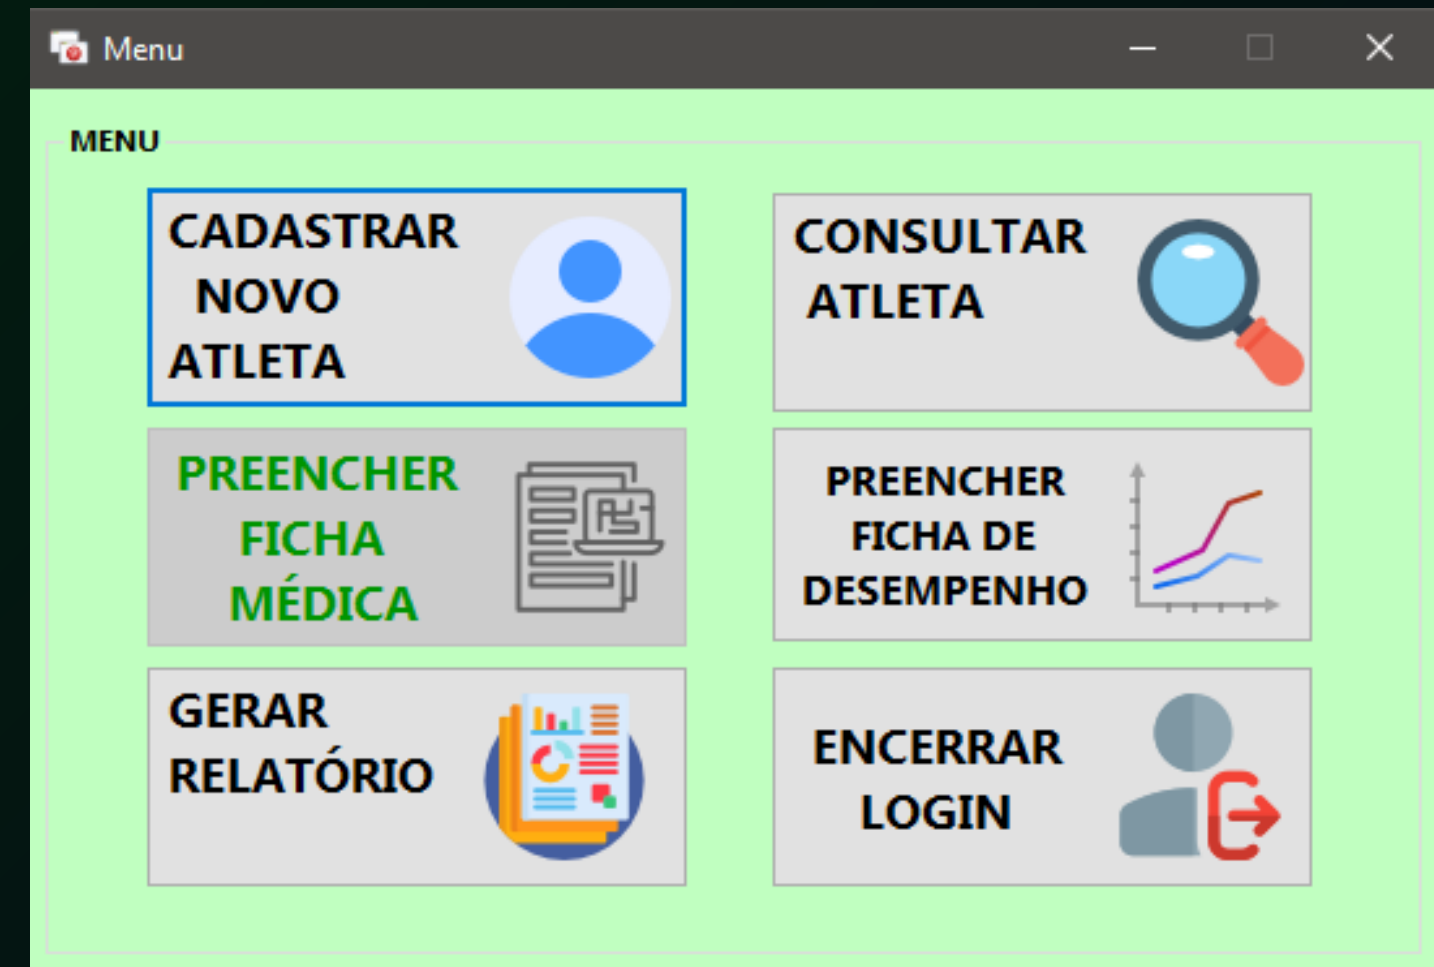 Menu
MENU
CADASTRAR
NOVO
ATLETA
CONSULTAR
ATLETA
PREENCHER
FICHA
MÉDICA
PREENCHER
FICHA DE
DESEMPENHO
GERAR
RELATÓRIO
ENCERRAR
LOGIN